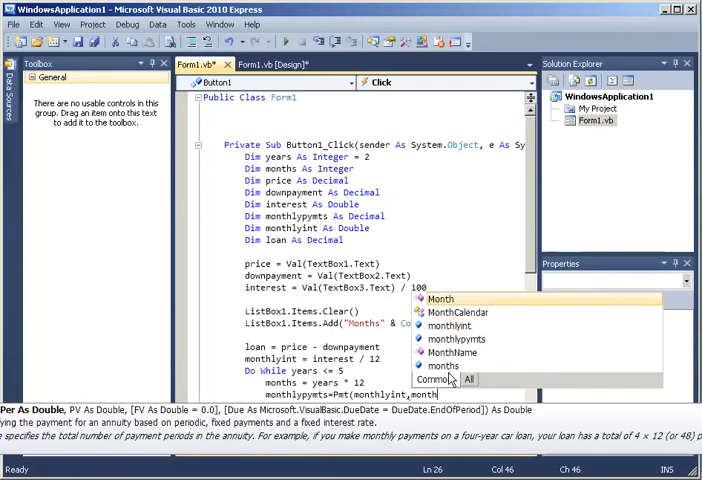 WindowsApplication1 - Microsoft Visual Basic 2010 Express
File Edit View Project Debug Data Tools Window Help
Toolbox
General
There are no usable controls in this
group. Drag an item onto this text
to add it to the toolbox.
Data Sources
Form1.vb* Form1.vb [Design]*
Button1 Click
Public Class Form1
Private Sub Button1_Click(sender As System.Object, e As Sy
Dim years As Integer = 2
Dim months As Integer
Dim price As Decimal
Dim downpayment As Decimal
Dim interest As Double
Dim monthlypymts As Decimal
Dim monthlyint As Double
Dim loan As Decimal
price = Val(TextBox1.Text)
downpayment = Val(TextBox2.Text)
interest = Val(TextBox3.Text) / 100
ListBox1.Items.Clear()
ListBox1.Items.Add("Months" & Co
loan = price - downpayment
monthlyint = interest / 12
Do While years <= 5
months = years * 12
monthlypymts=Pmt(monthlyint,month
Month
MonthCalendar
monthlyint
monthlypymts
MonthName
months
Common All
Per As Double, PV As Double, [FV As Double = 0.0], [Due As Microsoft.VisualBasic.DueDate = DueDate.EndOfPeriod]) As Double
ying the payment for an annuity based on periodic, fixed payments and a fixed interest rate.
e specifies the total number of payment periods in the annuity. For example, if you make monthly payments on a four-year car loan, your loan has a total of 4 × 12 (or 48) p
Solution Explorer
WindowsApplication1
My Project
Form1.vb
Properties
Ready Ln 26 Col 46 Ch 46 INS